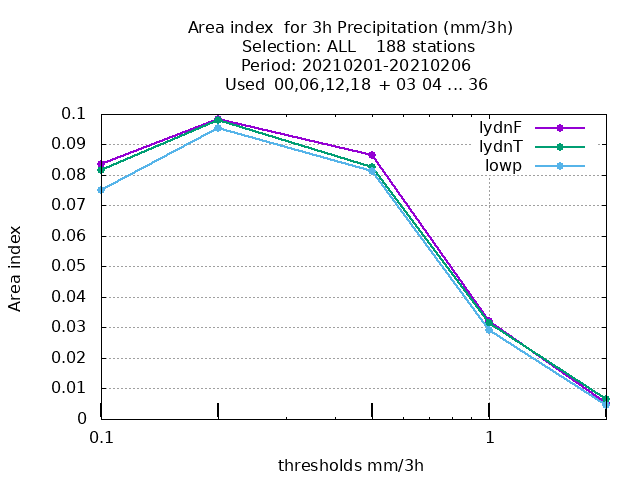 Area index  for 3h Precipitation (mm/3h)
Selection: ALL    188 stations
Period: 20210201-20210206
Used  00,06,12,18  + 03 04 ... 36
lydnF
lydnT
lowp
0.1
0.09
0.08
0.07
0.06
0.05
0.04
0.03
0.02
0.01
0
Area index
0.1
1
thresholds mm/3h